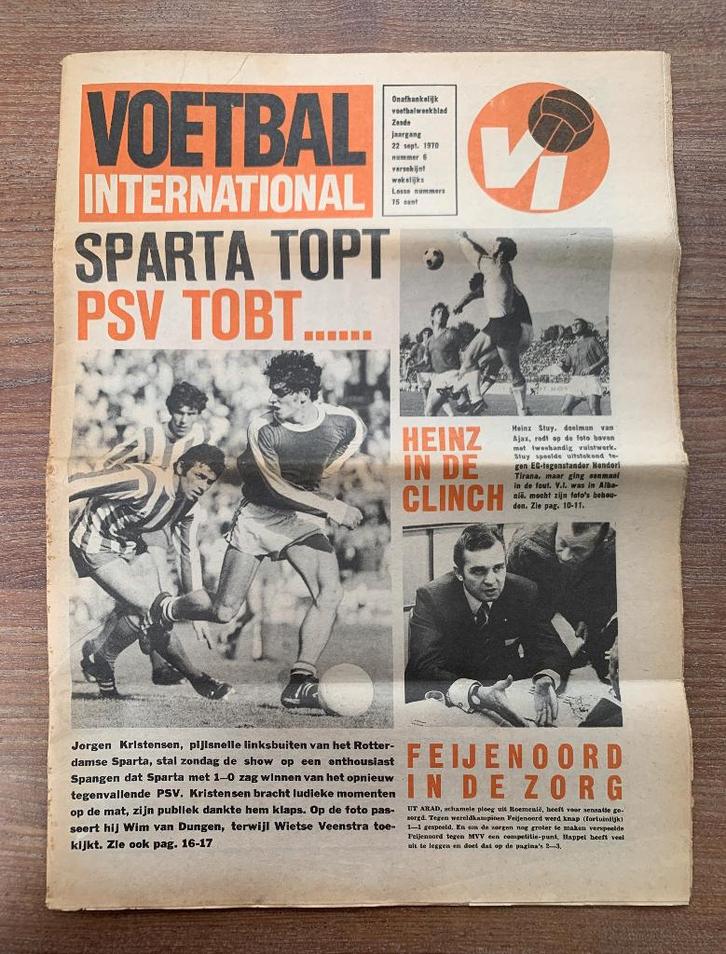 VOETBAL
INTERNATIONAL
Onafhankelijk
voetbalweekblad
Zesde
jaargang
22 sept. 1970
nummer 6
verschijnt
wekelijks
Losse nummers
75 cent
VI
SPARTA TOPT
PSV TOBT......
HEINZ
IN DE
CLINCH
Heinz Stuy, doelman van
Ajax, redt op de foto boven
met tweehandig vuistwerk.
Stuy speelde uitstekend te-
gen EC-tegenstander Nendori
Tirana, maar ging eenmaal
in de fout. V.I. was in Alba-
nië, mocht zijn foto's behou-
den. Zie pag. 10-11.
Jorgen Kristensen, pijlsnelle linksbuiten van het Rotter-
damse Sparta, stal zondag de show op een enthousiast
Spangen dat Sparta met 1—0 zag winnen van het opnieuw
tegenvallende PSV. Kristensen bracht ludieke momenten
op de mat, zijn publiek dankte hem klaps. Op de foto pas-
seert hij Wim van Dungen, terwijl Wietse Veenstra toe-
kijkt. Zie ook pag. 16-17
FEIJENOORD
IN DE ZORG
UT ARAD, schamele ploeg uit Roemenië, heeft voor sensatie ge-
zorgd. Tegen wereldkampioen Feijenoord werd knap (fortuinlijk)
1—1 gespeeld. En om de zorgen nog groter te maken verspeelde
Feijenoord tegen MVV een competitie-punt. Happel heeft veel
uit te leggen en doet dat op de pagina's 2—3.